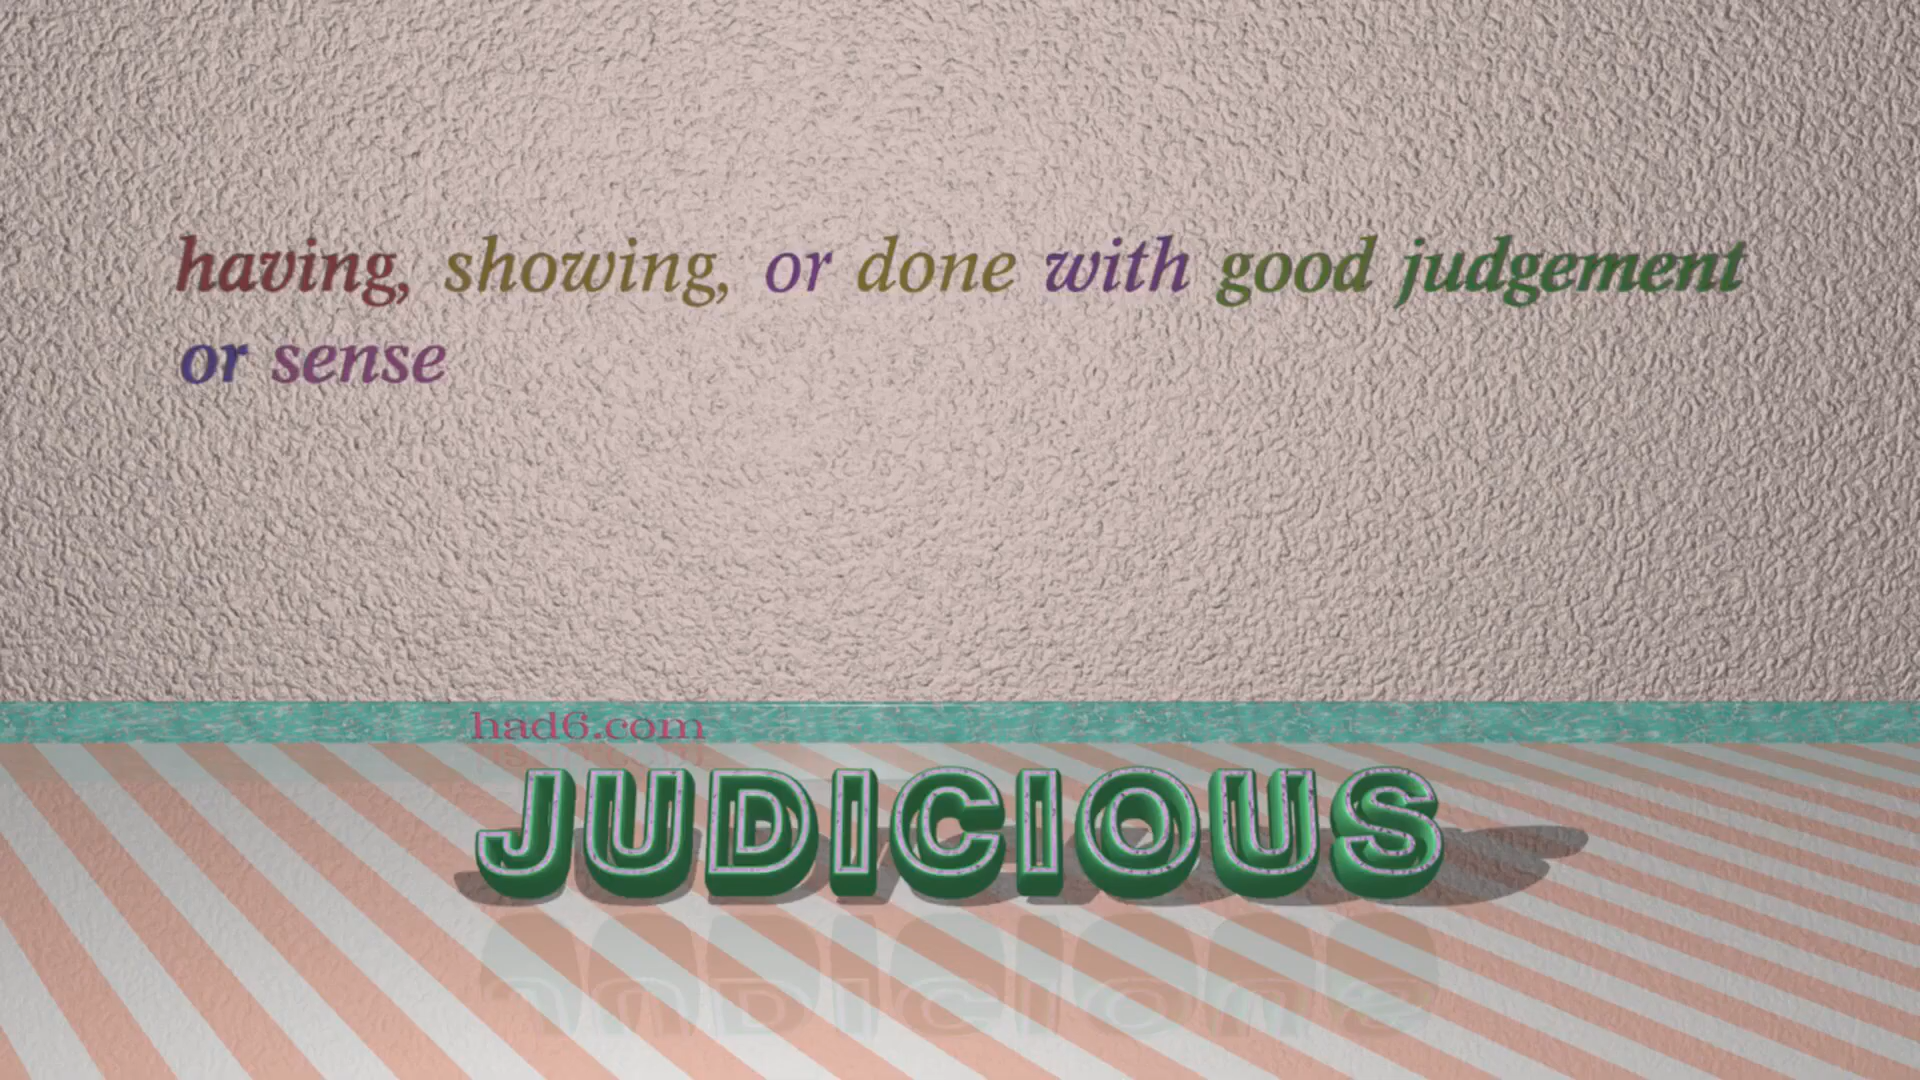 having, showing, or done with good judgement
or sense
had6.com
JUDICIOUS